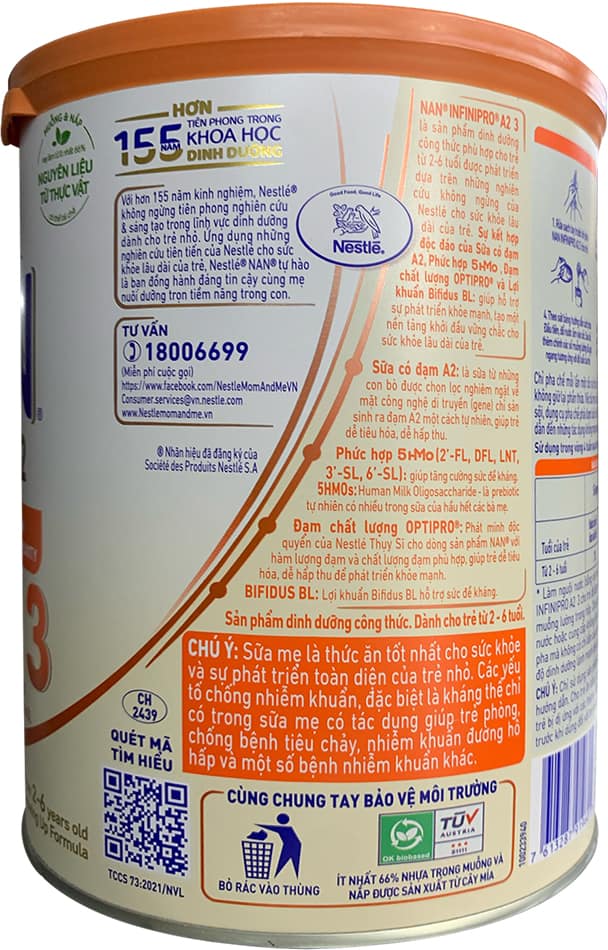 MUỖNG & NẮP
NGUYÊN LIỆU
TỪ THỰC VẬT
HƠN
155 NĂM
TIÊN PHONG TRONG
KHOA HỌC
DINH DƯỠNG
Với hơn 155 năm kinh nghiệm, Nestlé®
không ngừng tiên phong nghiên cứu
& sáng tạo trong lĩnh vực dinh dưỡng
dành cho trẻ nhỏ. Ứng dụng những
nghiên cứu tiên tiến của Nestlé cho sức
khỏe lâu dài của trẻ, Nestlé® NAN® tự hào
là bạn đồng hành đáng tin cậy cùng mẹ
nuôi dưỡng trọn tiềm năng trong con.
Good Food, Good Life
Nestlé®
TƯ VẤN
18006699
(Miễn phí cuộc gọi)
https://www.facebook.com/NestleMomAndMeVN
Consumer.services@vn.nestle.com
www.Nestlemomandme.vn
® Nhãn hiệu đã đăng ký của
Société des Produits Nestlé S.A
NAN® INFINIPRO® A2 3
là sản phẩm dinh dưỡng
công thức phù hợp cho trẻ
từ 2-6 tuổi được phát triển
dựa trên những nghiên
cứu không ngừng của
Nestlé cho sức khỏe lâu
dài của trẻ. Sự kết hợp
độc đáo của Sữa có đạm
A2, Phức hợp 5HMo, Đạm
chất lượng OPTIPRO® và Lợi
khuẩn Bifidus BL: giúp hỗ trợ
sự phát triển khỏe mạnh, tạo một
nền tảng khởi đầu vững chắc cho
sức khỏe lâu dài của trẻ.
Sữa có đạm A2: là sữa từ những
con bò được chọn lọc nghiêm ngặt về
mặt công nghệ di truyền (gene) chỉ sản
sinh ra đạm A2 một cách tự nhiên, giúp trẻ
dễ tiêu hóa, dễ hấp thu.
Phức hợp 5HMo (2’-FL, DFL, LNT,
3’-SL, 6’-SL): giúp tăng cường sức đề kháng.
5HMOs: Human Milk Oligosaccharide - là prebiotic
tự nhiên có nhiều trong sữa của hầu hết các bà mẹ.
Đạm chất lượng OPTIPRO®: Phát minh độc
quyền của Nestlé Thụy Sĩ cho dòng sản phẩm NAN® với
hàm lượng đạm và chất lượng đạm phù hợp, giúp trẻ dễ tiêu
hóa, dễ hấp thu để phát triển khỏe mạnh.
BIFIDUS BL: Lợi khuẩn Bifidus BL hỗ trợ sức đề kháng.
Sản phẩm dinh dưỡng công thức. Dành cho trẻ từ 2 - 6 tuổi.
CHÚ Ý: Sữa mẹ là thức ăn tốt nhất cho sức khỏe
và sự phát triển toàn diện của trẻ nhỏ. Các yếu
tố chống nhiễm khuẩn, đặc biệt là kháng thể chỉ
có trong sữa mẹ có tác dụng giúp trẻ phòng,
chống bệnh tiêu chảy, nhiễm khuẩn đường hô
hấp và một số bệnh nhiễm khuẩn khác.
3
CH
2439
QUÉT MÃ
TÌM HIỂU
2-6 years old
Up Formula
TCCS 73:2021/NVL
CÙNG CHUNG TAY BẢO VỆ MÔI TRƯỜNG
BỎ RÁC VÀO THÙNG
OK biobased
TÜV
AUSTRIA
S1111
ÍT NHẤT 66% NHỰA TRONG MUỖNG VÀ
NẮP ĐƯỢC SẢN XUẤT TỪ CÂY MÍA
100233940
Tuổi của trẻ
Từ 2 - 6 tuổi